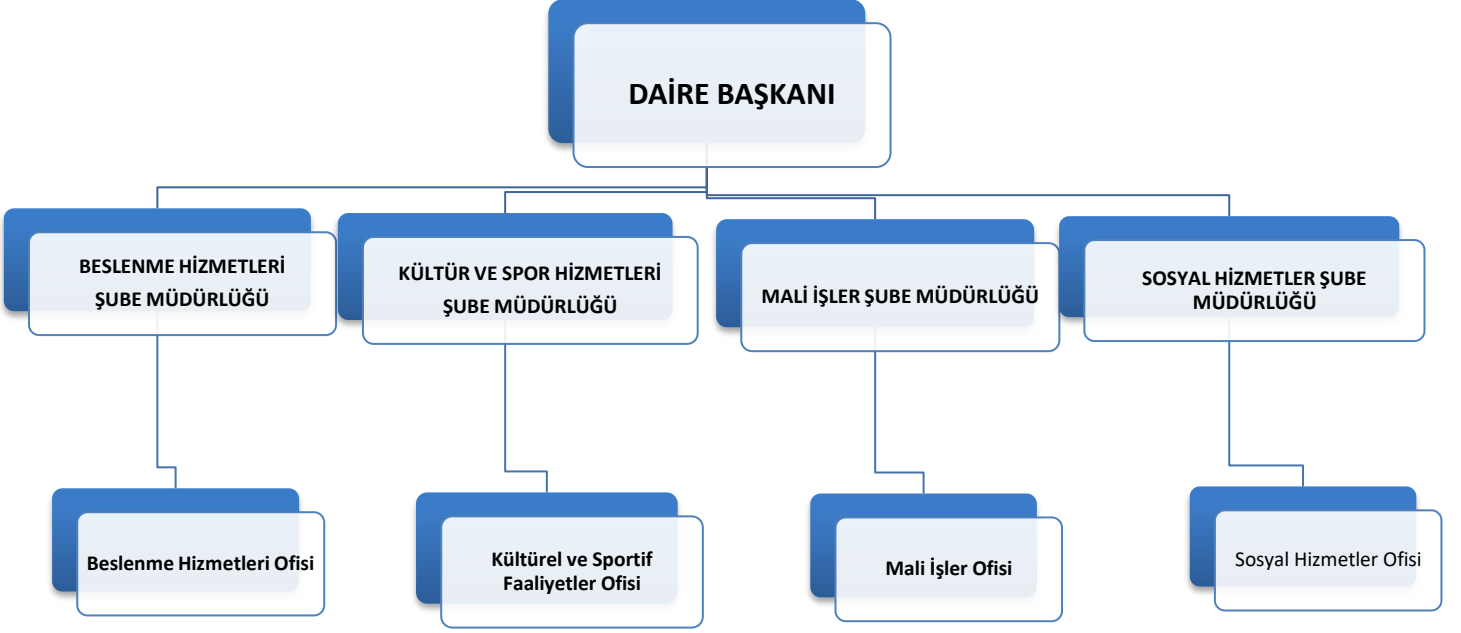 DAİRE BAŞKANI
BESLENME HİZMETLERİ
ŞUBE MÜDÜRLÜĞÜ
KÜLTÜR VE SPOR HİZMETLERİ
ŞUBE MÜDÜRLÜĞÜ
MALİ İŞLER ŞUBE MÜDÜRLÜĞÜ
SOSYAL HİZMETLER ŞUBE
MÜDÜRLÜĞÜ
Beslenme Hizmetleri Ofisi
Kültürel ve Sportif
Faaliyetler Ofisi
Mali İşler Ofisi
Sosyal Hizmetler Ofisi